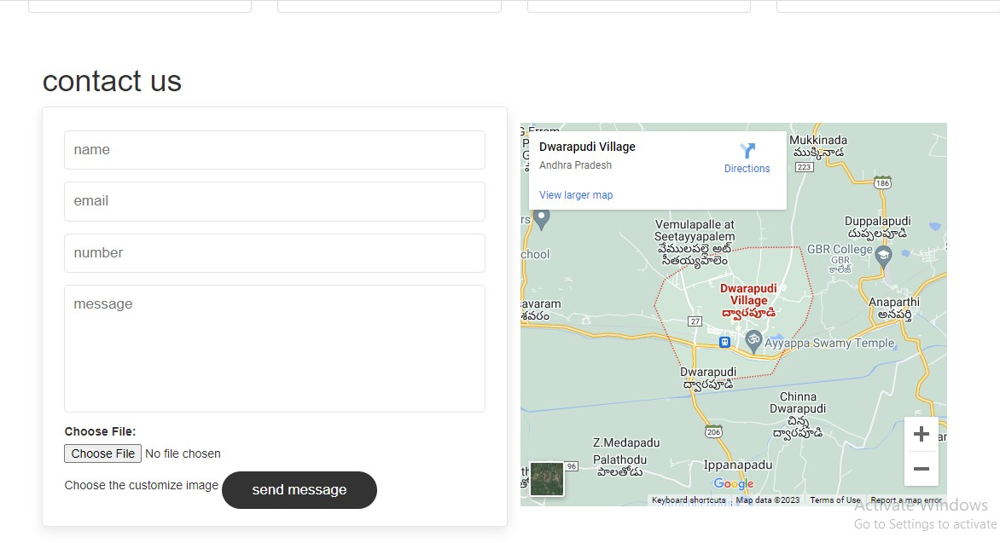 contact us
name
email
number
message
Choose File:
Choose File No file chosen
Choose the customize image send message
Dwarapudi Village
Andhra Pradesh
Directions
View larger map
Mukkinada
ముక్కినాడ
223
186
Vemulapalle at
Seetayyapalem
వేములపల్లె అట్
సీతయ్యపాలెం
Duppalapudi
దుప్పలపూడి
GBR College
GBR
కాలేజ్
chool
Dwarapudi
Village
ద్వారపూడి
avaram
శవరం
27
Anaparthi
అనపర్తి
Ayyappa Swamy Temple
Dwarapudi
ద్వారపూడి
Chinna
Dwarapudi
చిన్న
ద్వారపూడి
206
Z.Medapadu
Palathodu
పాలతోడు
96
Ippanapadu
Google
Keyboard shortcuts Map data ©2023 Terms of Use Report a map error
Activate Windows
Go to Settings to activate